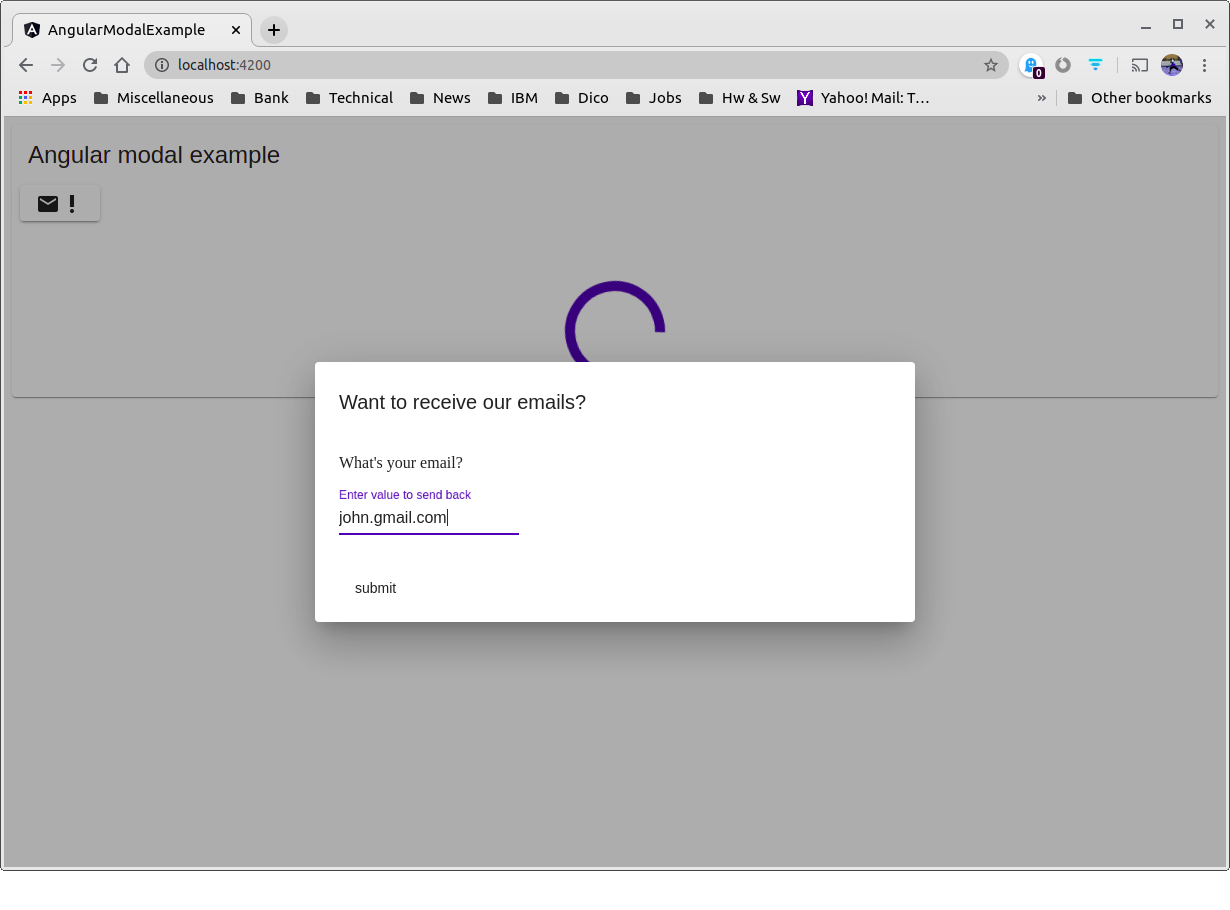 AngularModalExample
localhost:4200
0
Apps Miscellaneous Bank Technical News IBM Dico Jobs Hw & Sw Y Yahoo! Mail: T… » Other bookmarks
Angular modal example
Want to receive our emails?
What's your email?
Enter value to send back
john.gmail.com
submit